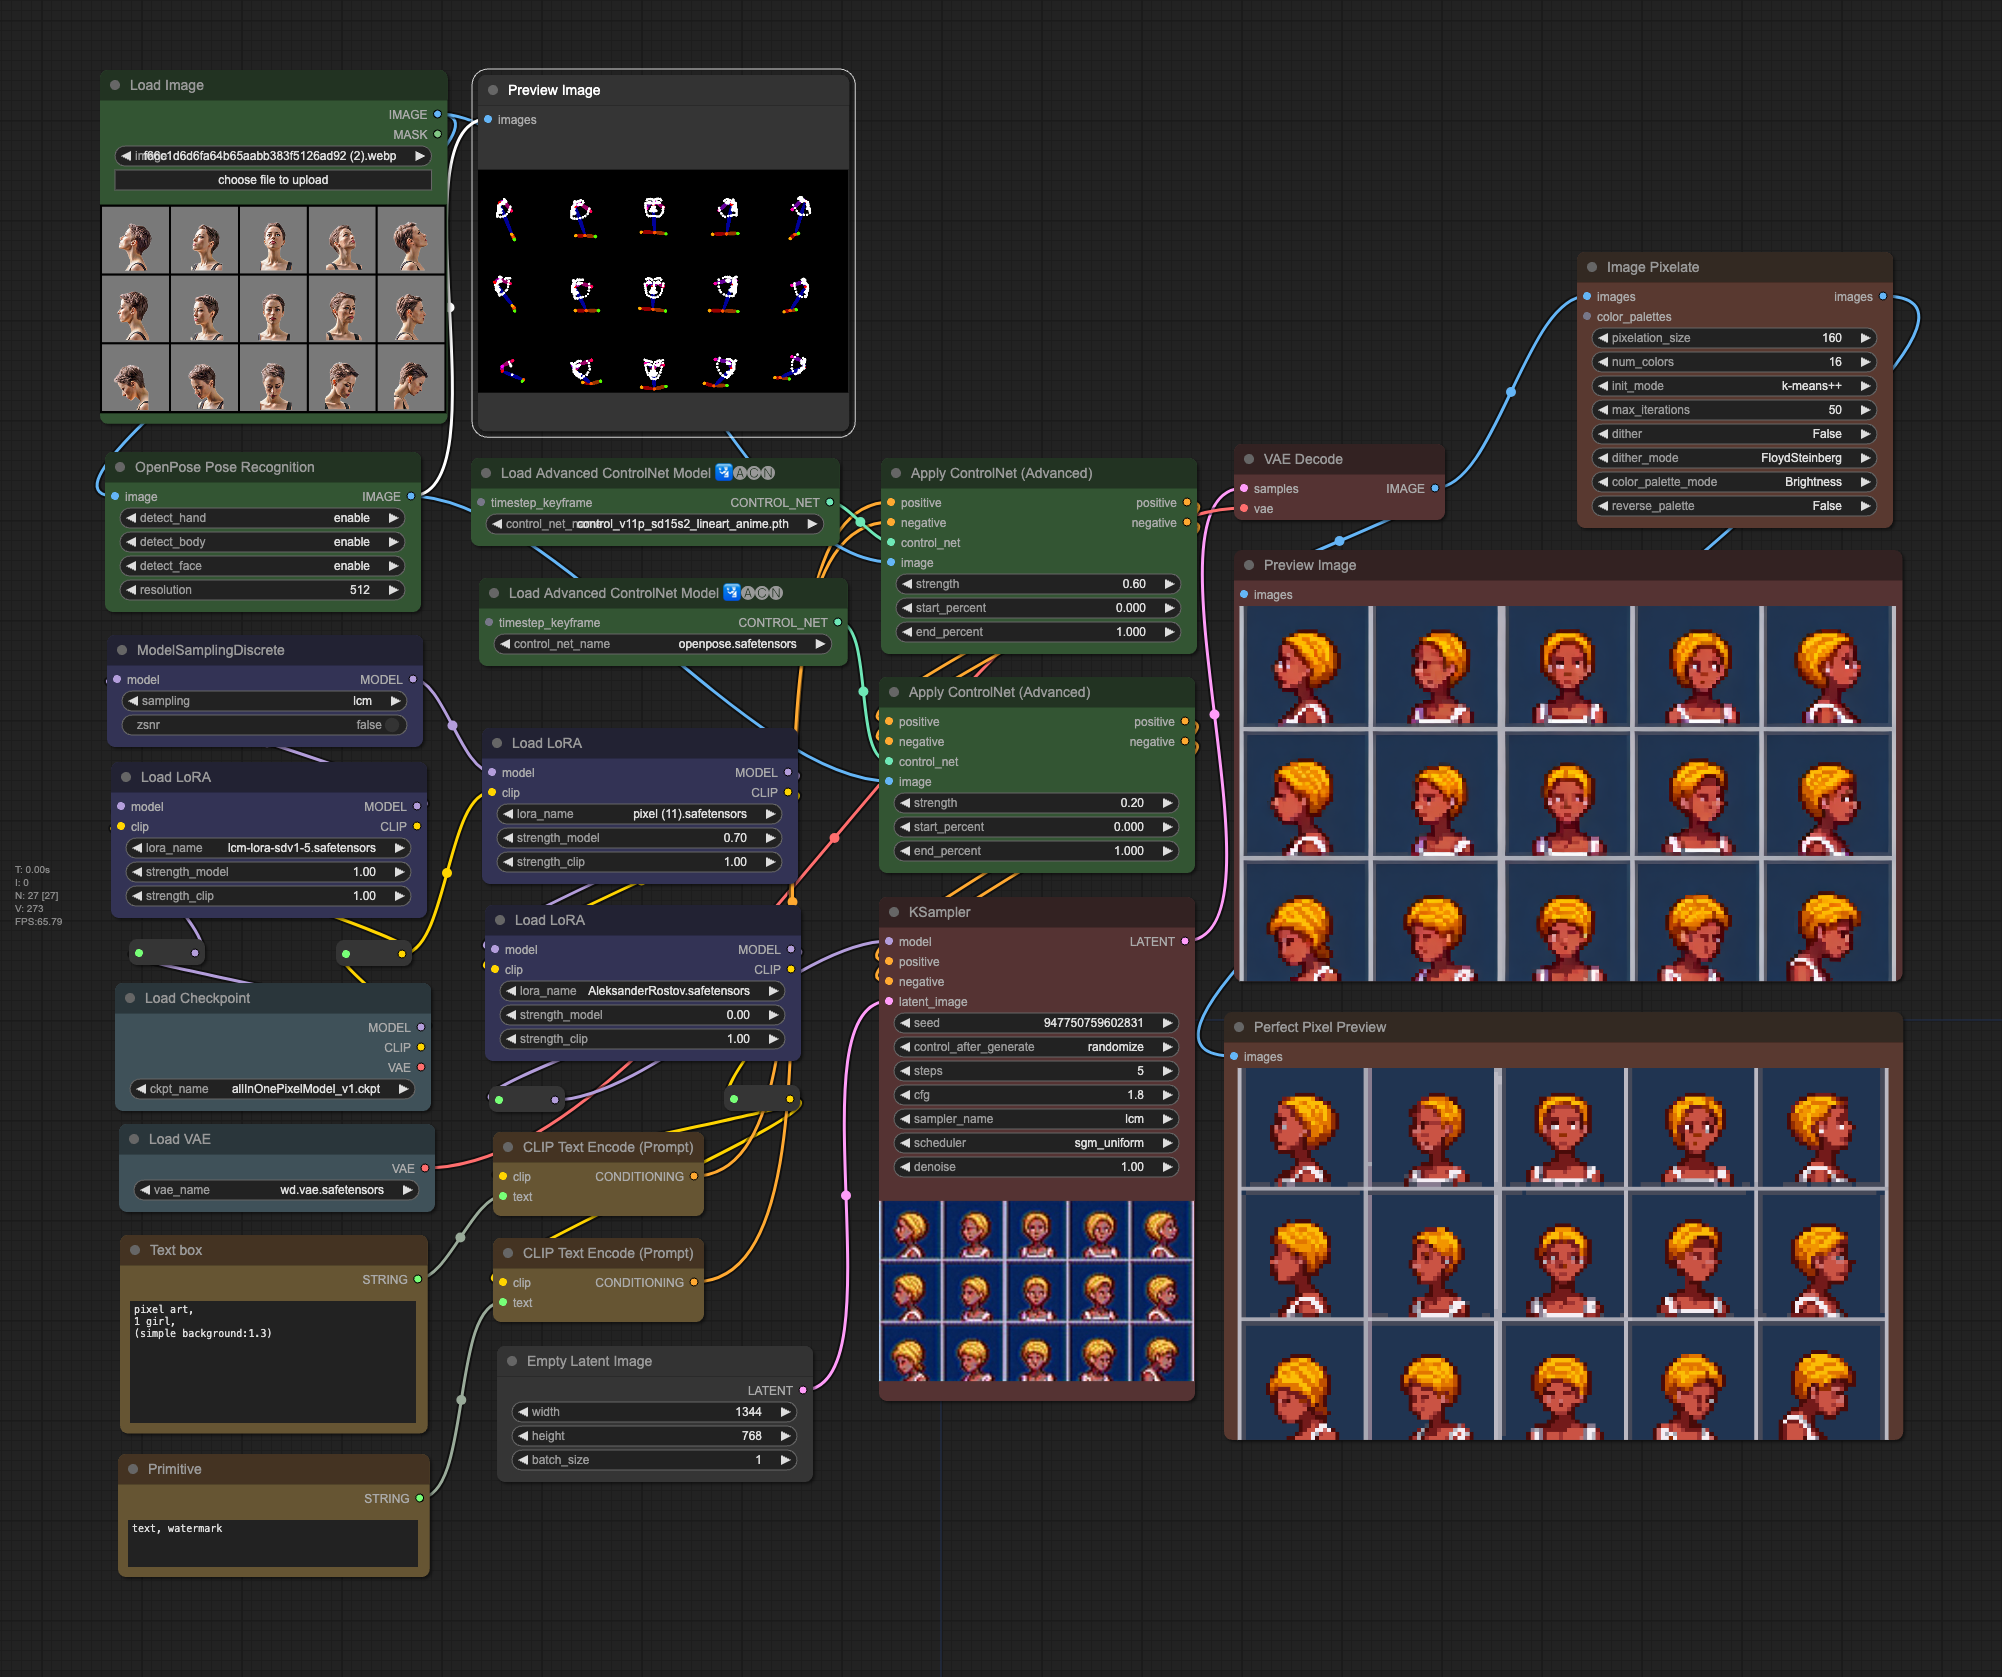 Load Image
IMAGE
MASK
f66c1d6d6fa64b65aabb383f5126ad92 (2).webp
choose file to upload
Preview Image
images
OpenPose Pose Recognition
image IMAGE
detect_hand enable
detect_body enable
detect_face enable
resolution 512
ModelSamplingDiscrete
model MODEL
sampling lcm
zsnr false
Load LoRA
model MODEL
clip CLIP
lora_name lcm-lora-sdv1-5.safetensors
strength_model 1.00
strength_clip 1.00
T: 0.00s
I: 0
N: 27 [27]
V: 273
FPS:65.79
Load Checkpoint
MODEL
CLIP
VAE
ckpt_name allInOnePixelModel_v1.ckpt
Load VAE
VAE
vae_name wd.vae.safetensors
Text box
STRING
pixel art,
1 girl,
(simple background:1.3)
Primitive
STRING
text, watermark
Load Advanced ControlNet Model 🛂🅐🅒🅝
timestep_keyframe CONTROL_NET
control_net_name control_v11p_sd15s2_lineart_anime.pth
Load Advanced ControlNet Model 🛂🅐🅒🅝
timestep_keyframe CONTROL_NET
control_net_name openpose.safetensors
Load LoRA
model MODEL
clip CLIP
lora_name pixel (11).safetensors
strength_model 0.70
strength_clip 1.00
Load LoRA
model MODEL
clip CLIP
lora_name AleksanderRostov.safetensors
strength_model 0.00
strength_clip 1.00
CLIP Text Encode (Prompt)
clip CONDITIONING
text
CLIP Text Encode (Prompt)
clip CONDITIONING
text
Empty Latent Image
LATENT
width 1344
height 768
batch_size 1
Apply ControlNet (Advanced)
positive positive
negative negative
control_net
image
strength 0.60
start_percent 0.000
end_percent 1.000
Apply ControlNet (Advanced)
positive positive
negative negative
control_net
image
strength 0.20
start_percent 0.000
end_percent 1.000
KSampler
model LATENT
positive
negative
latent_image
seed 947750759602831
control_after_generate randomize
steps 5
cfg 1.8
sampler_name lcm
scheduler sgm_uniform
denoise 1.00
VAE Decode
samples IMAGE
vae
Image Pixelate
images images
color_palettes
pixelation_size 160
num_colors 16
init_mode k-means++
max_iterations 50
dither False
dither_mode FloydSteinberg
color_palette_mode Brightness
reverse_palette False
Preview Image
images
Perfect Pixel Preview
images